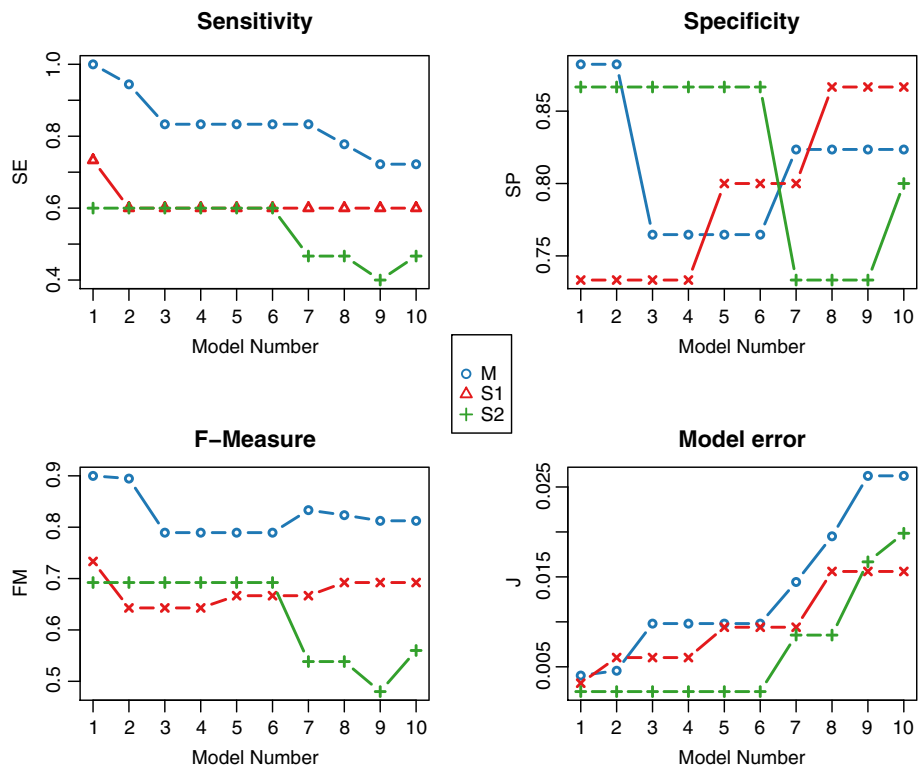 Sensitivity
SE
1.0
0.8
0.6
0.4
1 2 3 4 5 6 7 8 9 10
Model Number
Specificity
SP
0.85
0.80
0.75
1 2 3 4 5 6 7 8 9 10
Model Number
M
S1
S2
F−Measure
FM
0.9
0.8
0.7
0.6
0.5
1 2 3 4 5 6 7 8 9 10
Model Number
Model error
J
0.025
0.015
0.005
1 2 3 4 5 6 7 8 9 10
Model Number